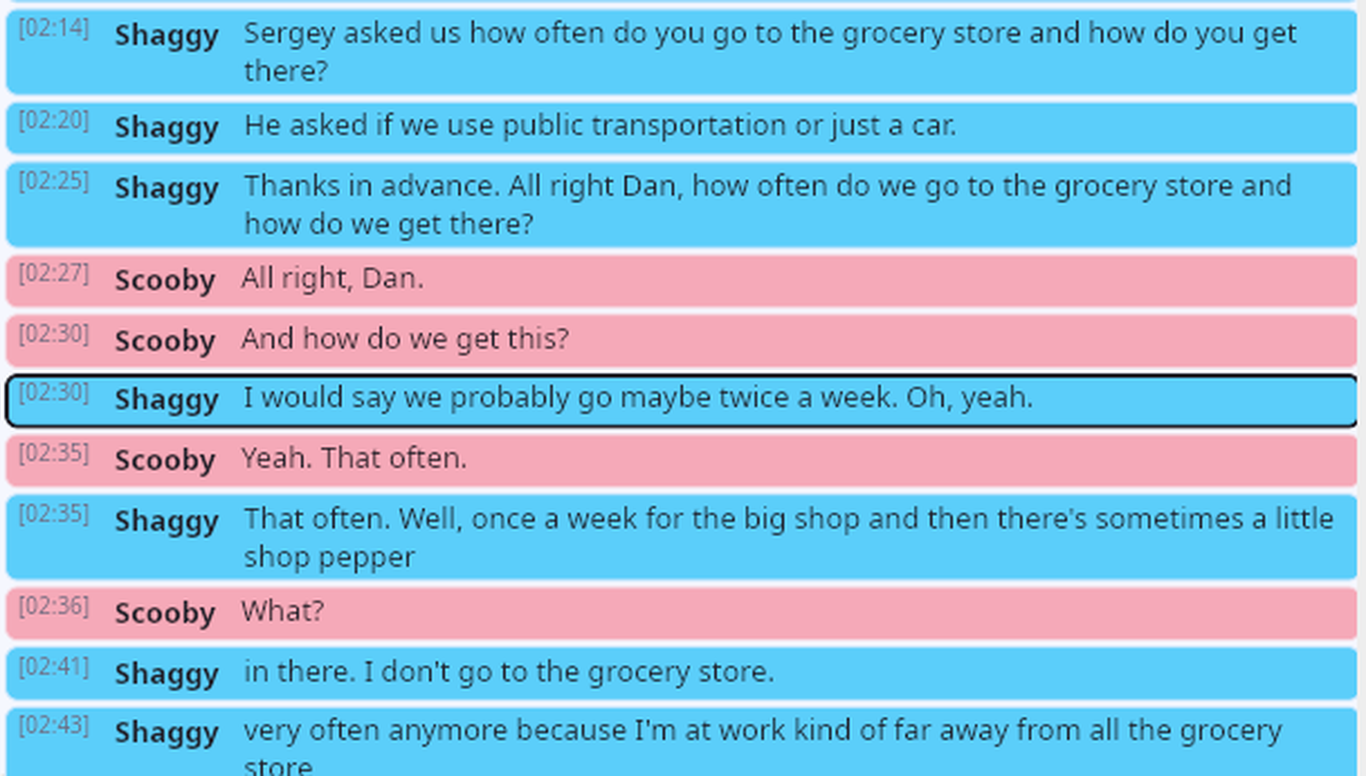 [02:14] Shaggy Sergey asked us how often do you go to the grocery store and how do you get
there?
[02:20] Shaggy He asked if we use public transportation or just a car.
[02:25] Shaggy Thanks in advance. All right Dan, how often do we go to the grocery store and
how do we get there?
[02:27] Scooby All right, Dan.
[02:30] Scooby And how do we get this?
[02:30] Shaggy I would say we probably go maybe twice a week. Oh, yeah.
[02:35] Scooby Yeah. That often.
[02:35] Shaggy That often. Well, once a week for the big shop and then there's sometimes a little
shop pepper
[02:36] Scooby What?
[02:41] Shaggy in there. I don't go to the grocery store.
[02:43] Shaggy very often anymore because I'm at work kind of far away from all the grocery
store